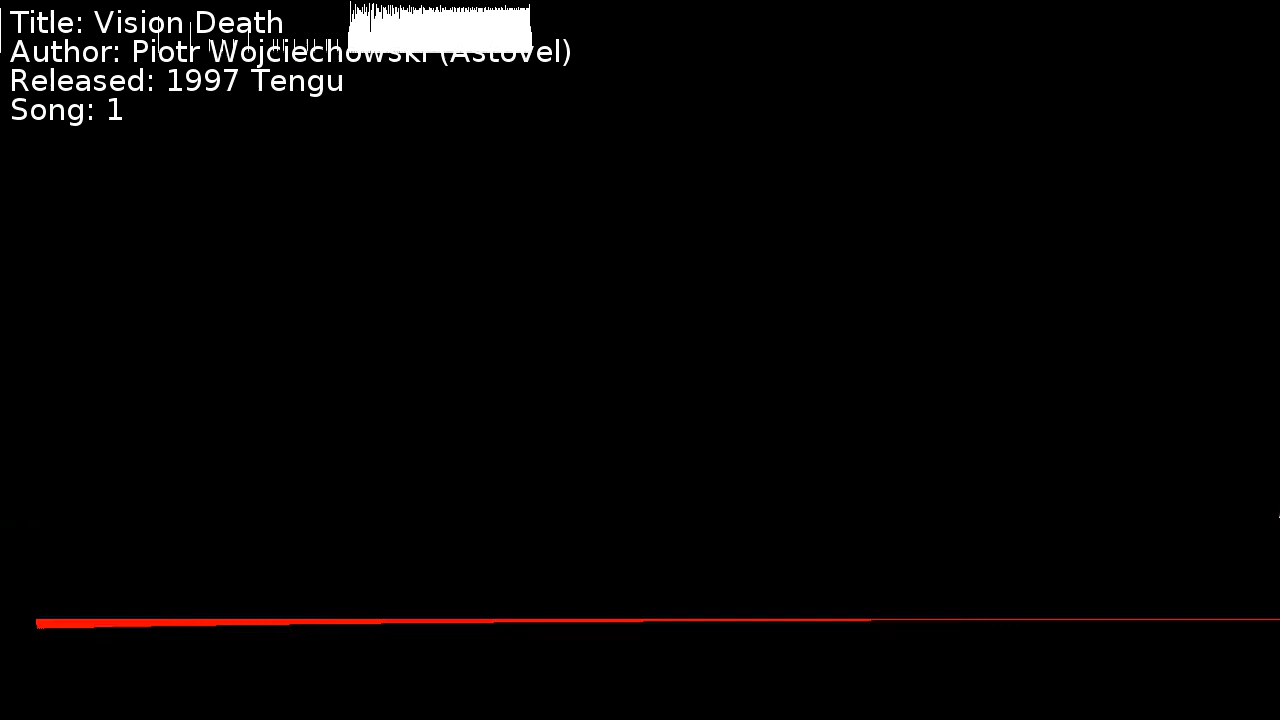 Title: Vision Death
Author: Piotr Wojciechowski (Astovel)
Released: 1997 Tengu
Song: 1